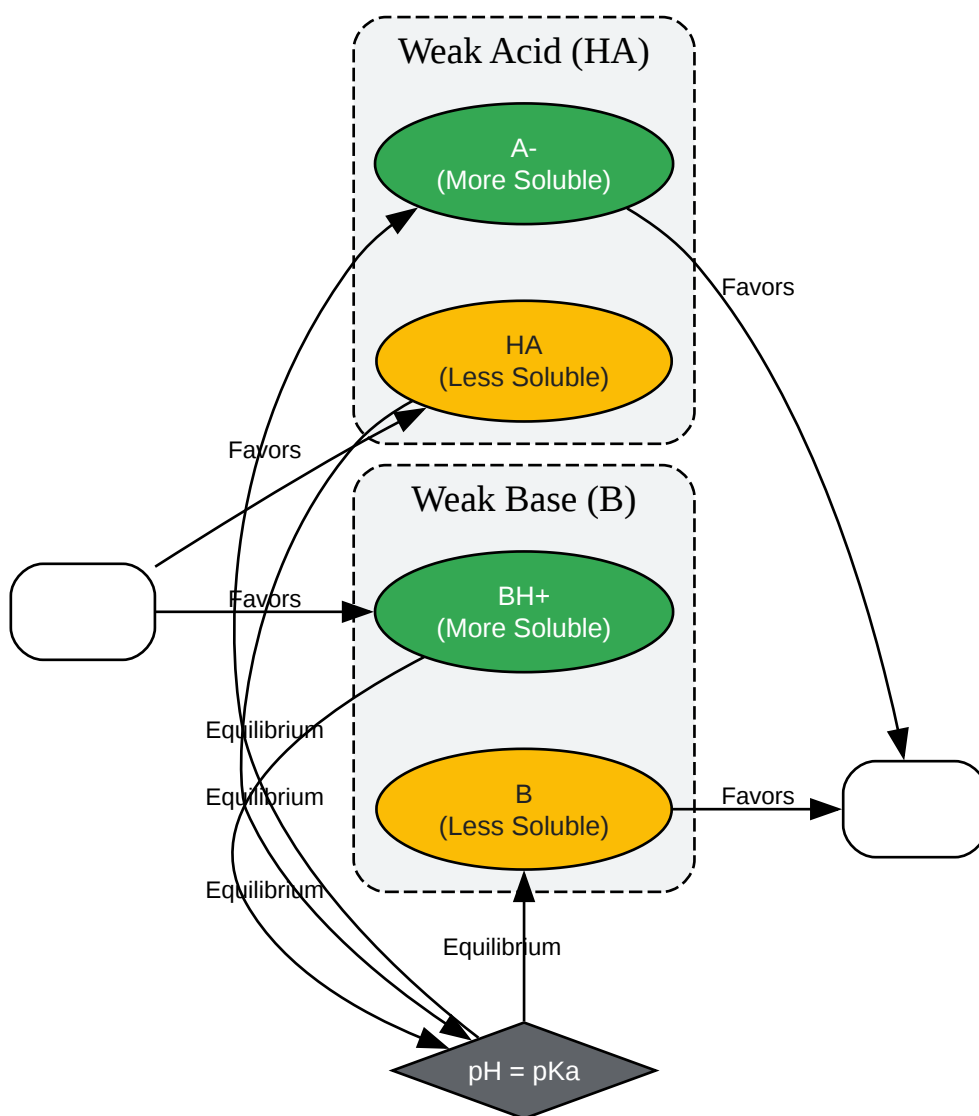 Weak Acid (HA)
A-
(More Soluble)
Favors
HA
(Less Soluble)
Favors
Weak Base (B)
BH+
(More Soluble)
Favors
Equilibrium
B
(Less Soluble)
Favors
Equilibrium
Equilibrium
Equilibrium
pH = pKa